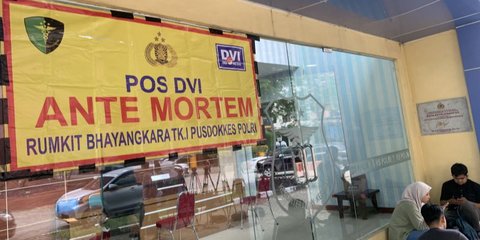 DVI
POS DVI
ANTE MORTEM
RUMKIT BHAYANGKARA TK.I PUSDOKKES POLRI